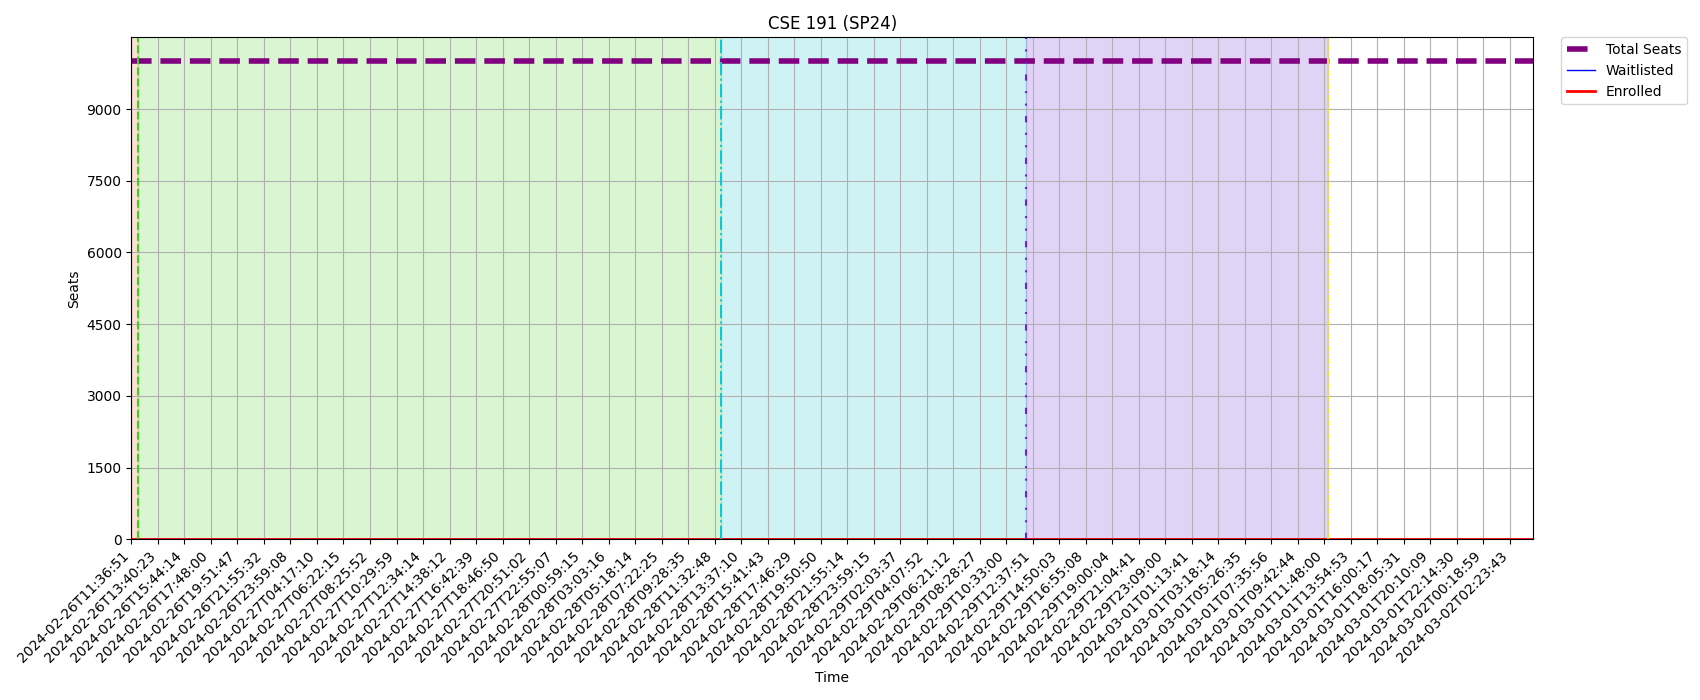 CSE 191 (SP24)
Total Seats
Waitlisted
Enrolled
9000
7500
6000
4500
3000
1500
0
Seats
2024-02-26T11:36:51
2024-02-26T13:40:23
2024-02-26T15:44:14
2024-02-26T17:48:00
2024-02-26T19:51:47
2024-02-26T21:55:32
2024-02-26T23:59:08
2024-02-27T04:17:10
2024-02-27T06:22:15
2024-02-27T08:25:52
2024-02-27T10:29:59
2024-02-27T12:34:14
2024-02-27T14:38:12
2024-02-27T16:42:39
2024-02-27T18:46:50
2024-02-27T20:51:02
2024-02-27T22:55:07
2024-02-28T00:59:15
2024-02-28T03:03:16
2024-02-28T05:18:14
2024-02-28T07:22:25
2024-02-28T09:28:35
2024-02-28T11:32:48
2024-02-28T13:37:10
2024-02-28T15:41:43
2024-02-28T17:46:29
2024-02-28T19:50:50
2024-02-28T21:55:14
2024-02-28T23:59:15
2024-02-29T02:03:37
2024-02-29T04:07:52
2024-02-29T06:21:12
2024-02-29T08:28:27
2024-02-29T10:33:00
2024-02-29T12:37:51
2024-02-29T14:50:03
2024-02-29T16:55:08
2024-02-29T19:00:04
2024-02-29T21:04:41
2024-02-29T23:09:00
2024-03-01T01:13:41
2024-03-01T03:18:14
2024-03-01T05:26:35
2024-03-01T07:35:56
2024-03-01T09:42:44
2024-03-01T11:48:00
2024-03-01T13:54:53
2024-03-01T16:00:17
2024-03-01T18:05:31
2024-03-01T20:10:09
2024-03-01T22:14:30
2024-03-02T00:18:59
2024-03-02T02:23:43
Time